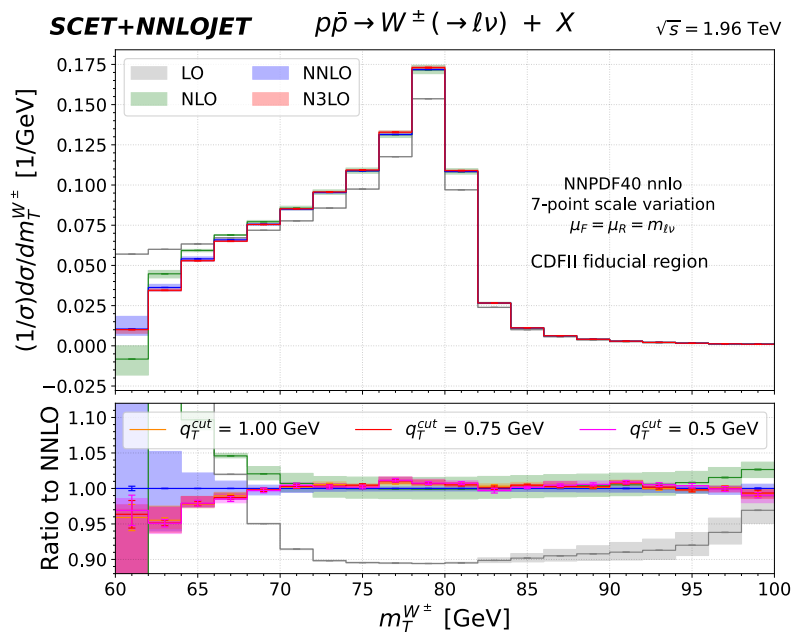 SCET+NNLOJET
pp̄ → W ± (→ ℓν) + X
√s = 1.96 TeV
(1/σ)dσ/dm_T^{W±} [1/GeV]
0.175
0.150
0.125
0.100
0.075
0.050
0.025
0.000
−0.025
LO
NLO
NNLO
N3LO
NNPDF40 nnlo
7-point scale variation
μ_F = μ_R = m_{ℓν}
CDFII fiducial region
Ratio to NNLO
1.10
1.05
1.00
0.95
0.90
q_T^{cut} = 1.00 GeV
q_T^{cut} = 0.75 GeV
q_T^{cut} = 0.5 GeV
60 65 70 75 80 85 90 95 100
m_T^{W±} [GeV]